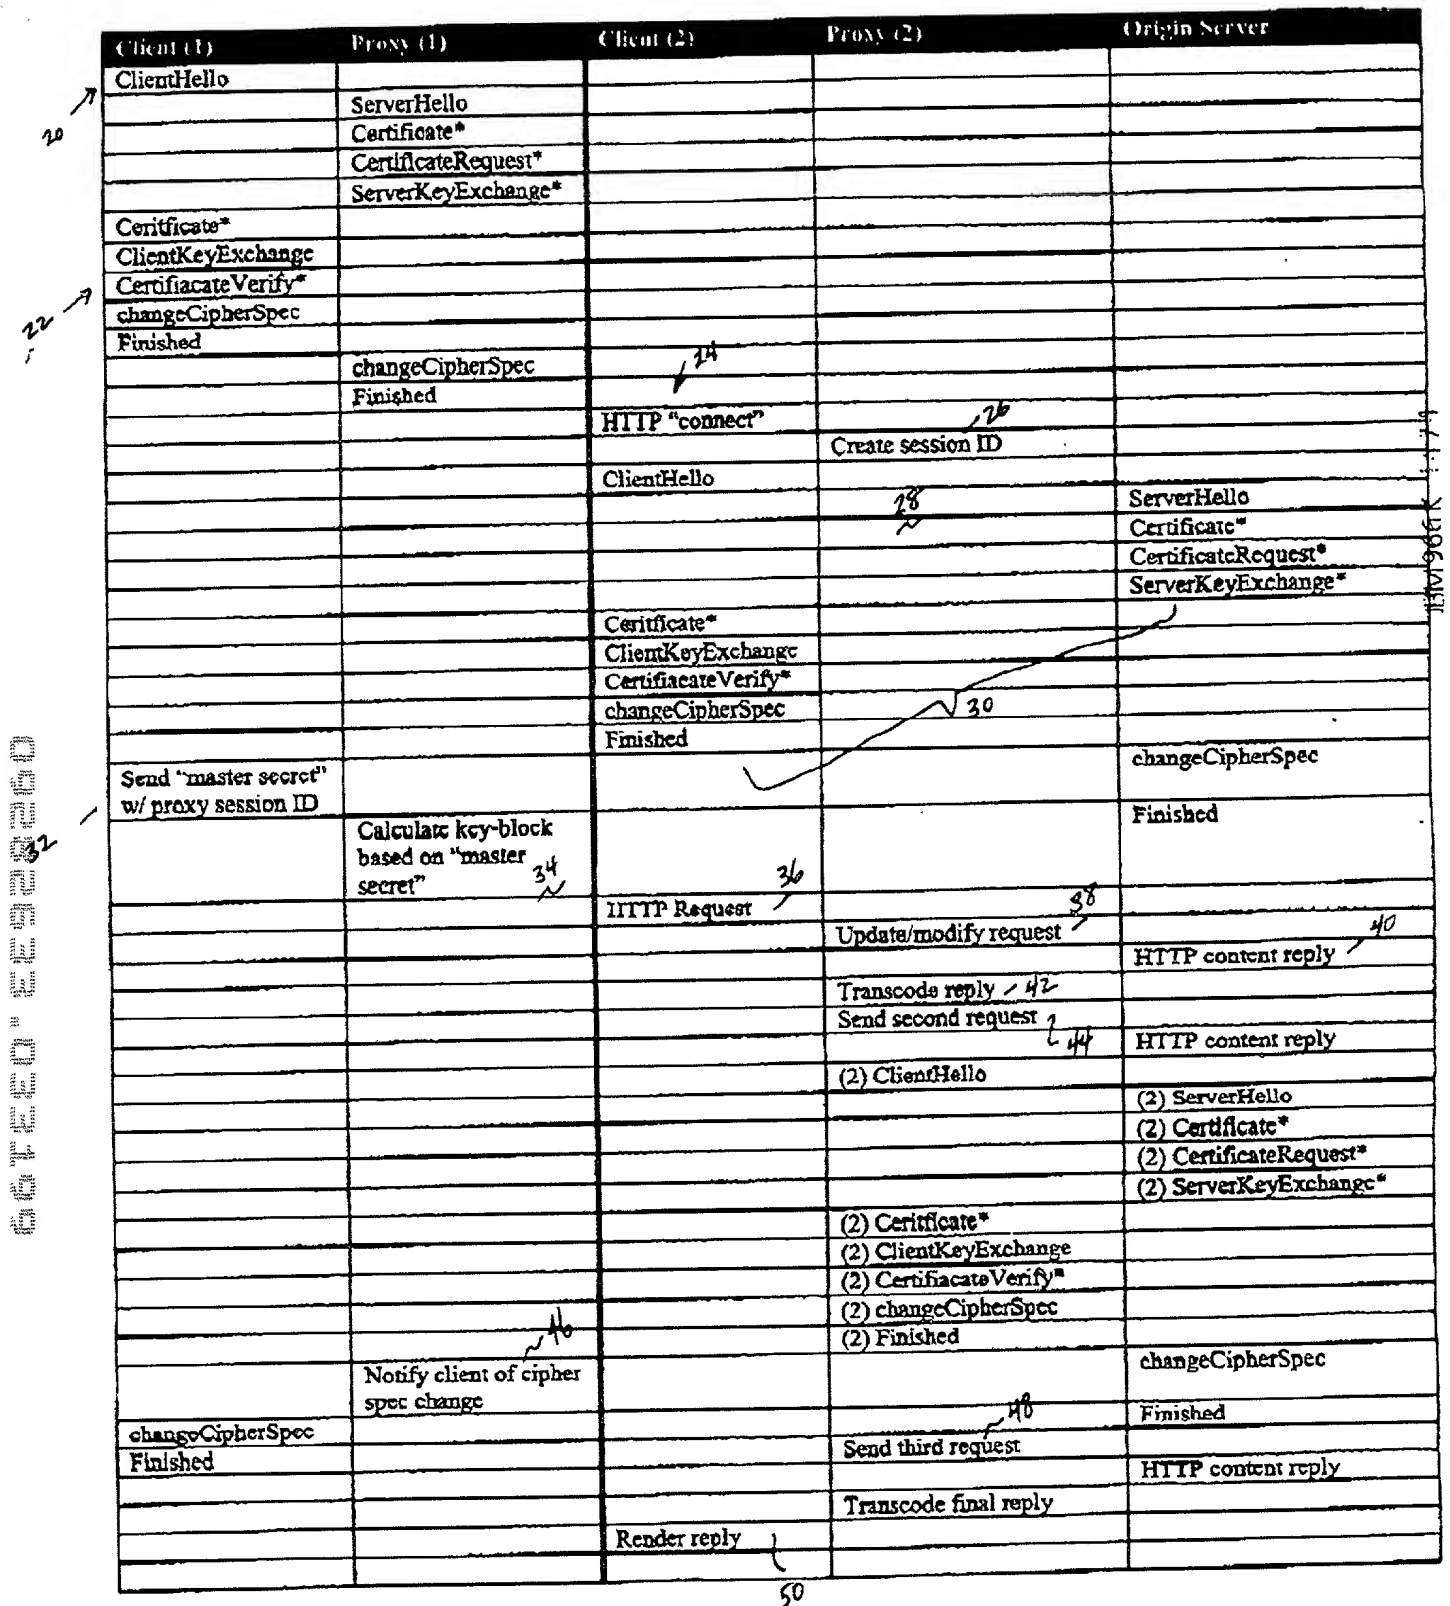 Client (1) Proxy (1) Client (2) Proxy (2) Origin Server
ClientHello
20
ServerHello
Certificate*
CertificateRequest*
ServerKeyExchange*
Ceritficate*
ClientKeyExchange
CertifiacateVerify*
22
changeCipherSpec
Finished
changeCipherSpec
24
Finished
HTTP "connect"
26
Create session ID
ClientHello
28
ServerHello
Certificate*
CertificateRequest*
ServerKeyExchange*
Ceritficate*
ClientKeyExchange
CertifiacateVerify*
changeCipherSpec
30
Finished
changeCipherSpec
Send "master secret"
w/ proxy session ID
32
Finished
Calculate key-block
based on "master
secret"
34
36
HTTP Request
38
Update/modify request
40
HTTP content reply
Transcode reply
42
Send second request
44
HTTP content reply
(2) ClientHello
(2) ServerHello
(2) Certificate*
(2) CertificateRequest*
(2) ServerKeyExchange*
(2) Ceritficate*
(2) ClientKeyExchange
(2) CertifiacateVerify*
(2) changeCipherSpec
(2) Finished
46
changeCipherSpec
Notify client of cipher
spec change
48
Finished
changeCipherSpec
Send third request
Finished
HTTP content reply
Transcode final reply
Render reply
50